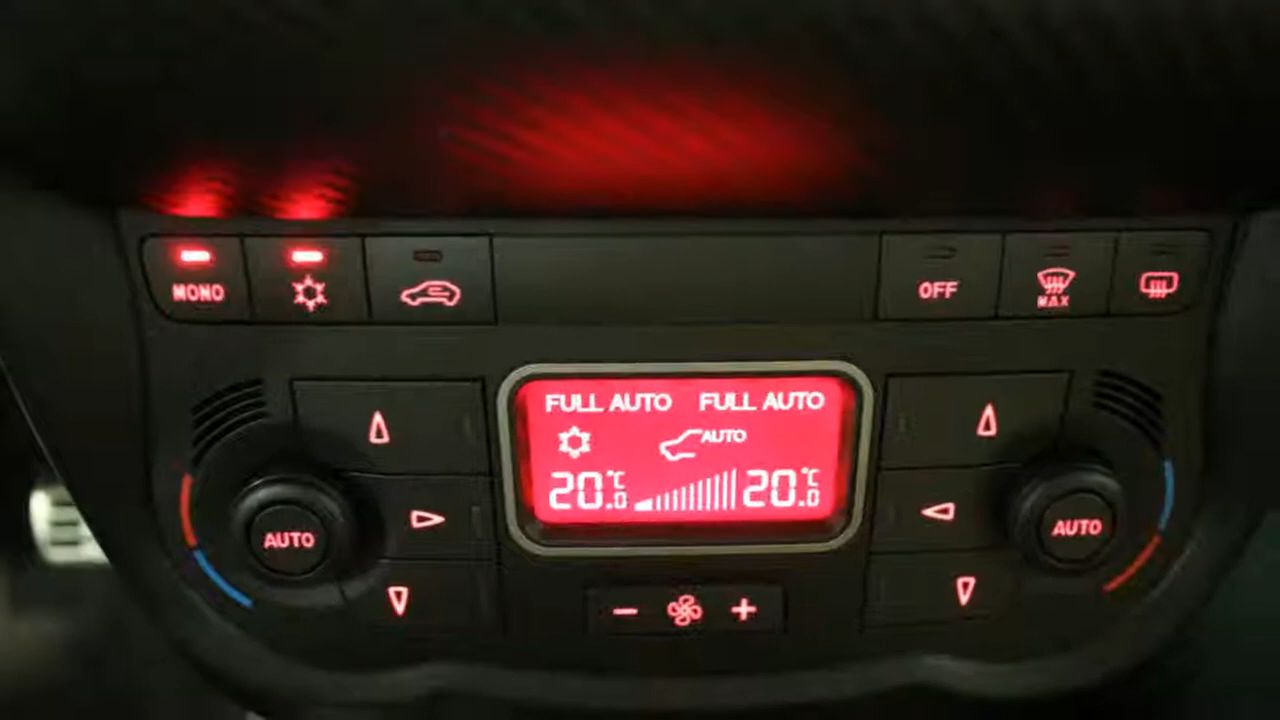 MONO
OFF
MAX
FULL AUTO FULL AUTO
AUTO
20.0°C 20.0°C
AUTO
AUTO
- +